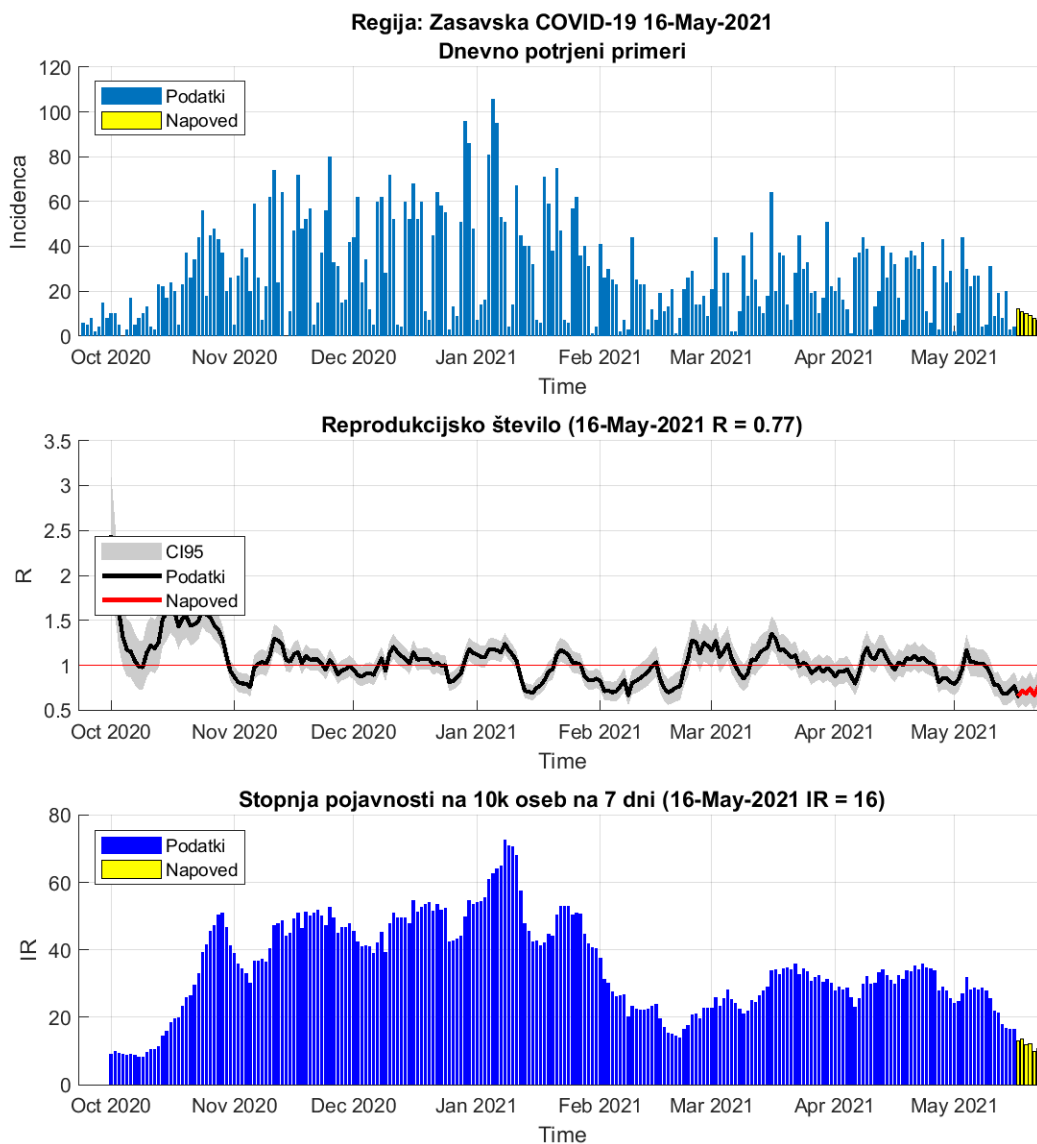 Regija: Zasavska COVID-19 16-May-2021
Dnevno potrjeni primeri
120
100
80
60
40
20
0
Incidenca
Podatki
Napoved
Oct 2020 Nov 2020 Dec 2020 Jan 2021 Feb 2021 Mar 2021 Apr 2021 May 2021
Time
Reprodukcijsko število (16-May-2021 R = 0.77)
3.5
3
2.5
2
1.5
1
0.5
R
CI95
Podatki
Napoved
Oct 2020 Nov 2020 Dec 2020 Jan 2021 Feb 2021 Mar 2021 Apr 2021 May 2021
Time
Stopnja pojavnosti na 10k oseb na 7 dni (16-May-2021 IR = 16)
80
60
40
20
0
IR
Podatki
Napoved
Oct 2020 Nov 2020 Dec 2020 Jan 2021 Feb 2021 Mar 2021 Apr 2021 May 2021
Time